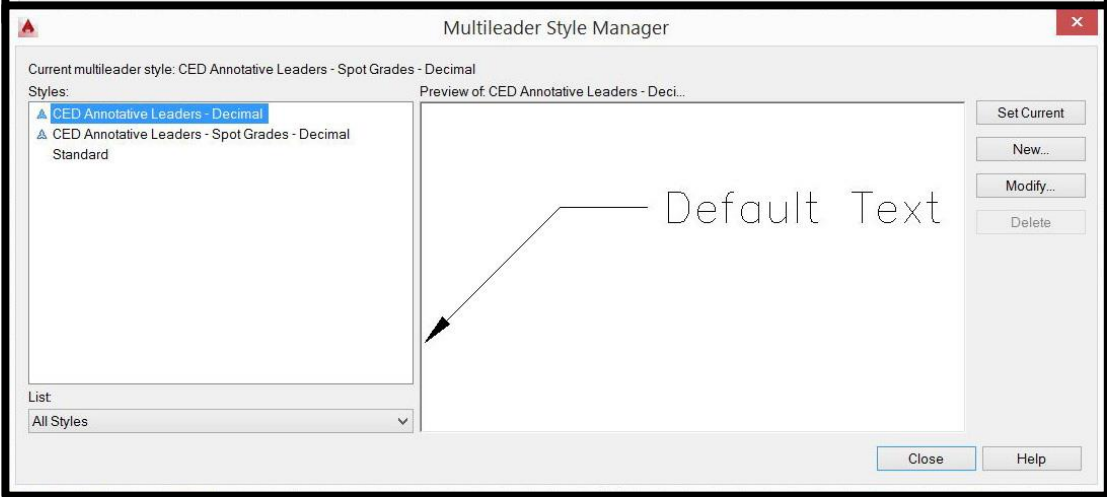 Multileader Style Manager
Current multileader style: CED Annotative Leaders - Spot Grades - Decimal
Styles:
CED Annotative Leaders - Decimal
CED Annotative Leaders - Spot Grades - Decimal
Standard
Preview of: CED Annotative Leaders - Deci...
Default Text
Set Current
New...
Modify...
Delete
List:
All Styles
Close
Help